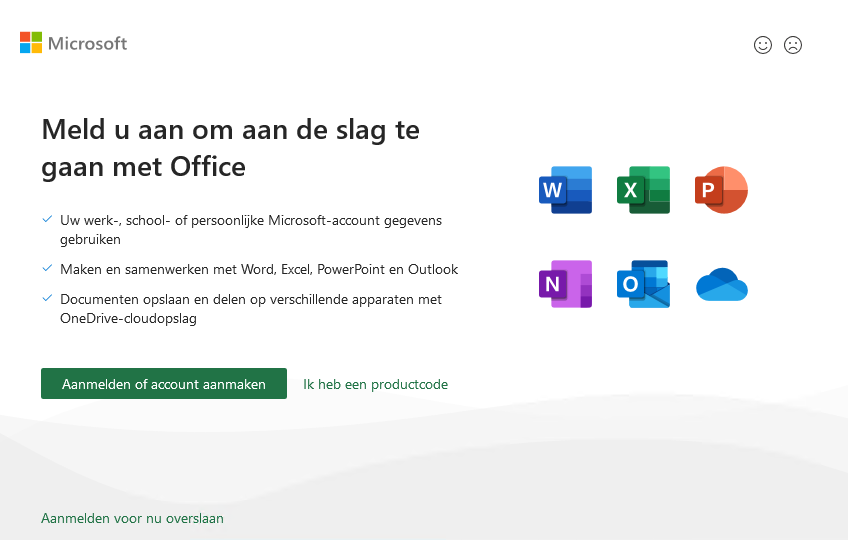 Microsoft
Meld u aan om aan de slag te
gaan met Office
Uw werk-, school- of persoonlijke Microsoft-account gegevens
gebruiken
Maken en samenwerken met Word, Excel, PowerPoint en Outlook
Documenten opslaan en delen op verschillende apparaten met
OneDrive-cloudopslag
W X P
N O
Aanmelden of account aanmaken Ik heb een productcode
Aanmelden voor nu overslaan